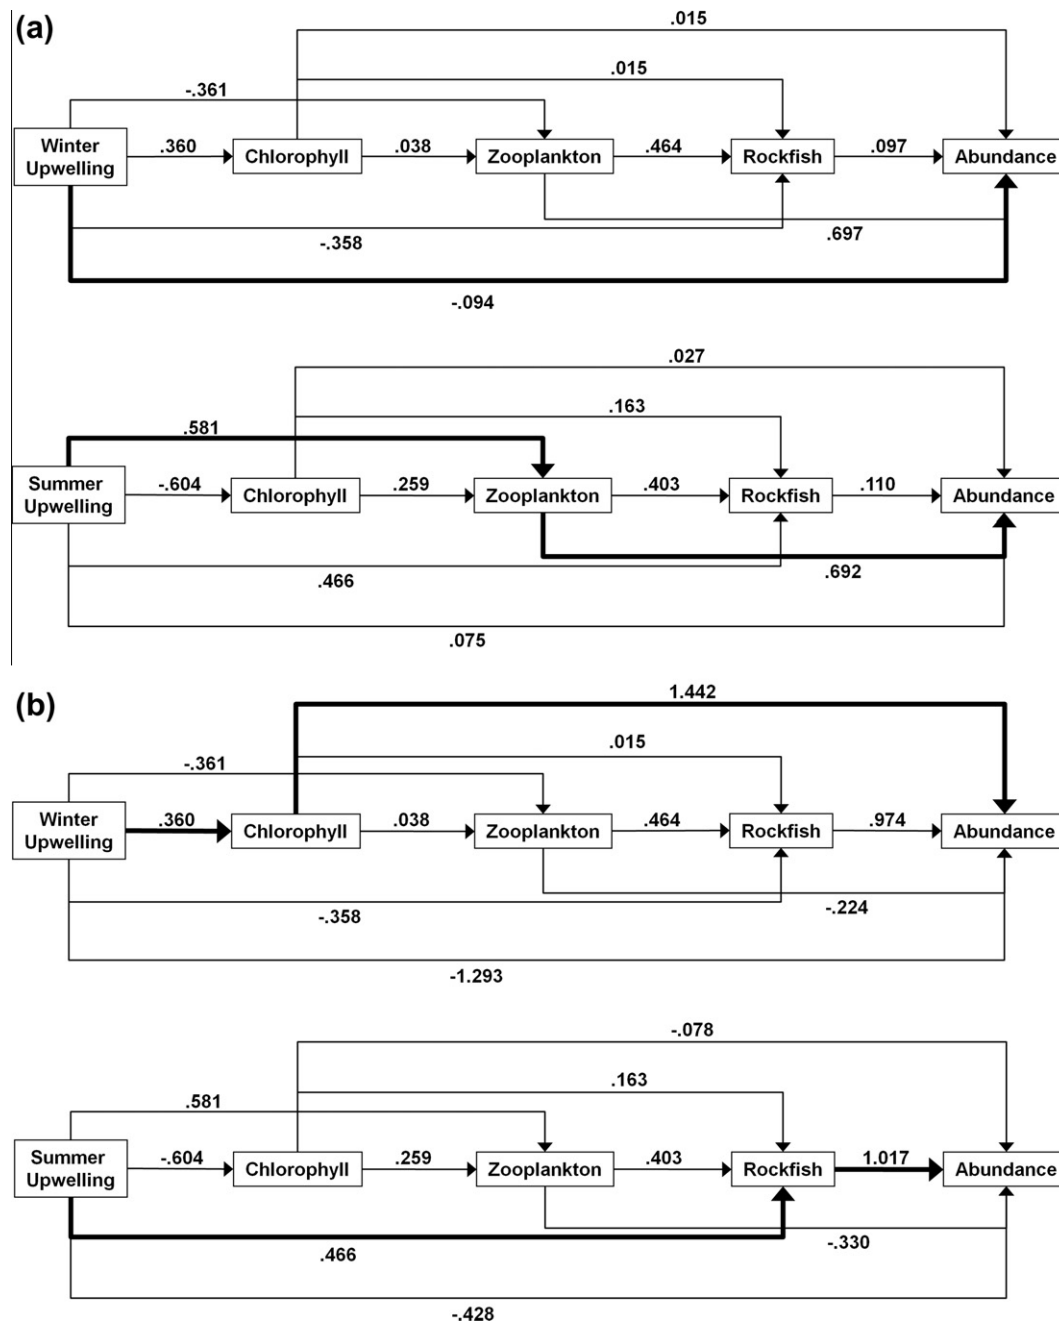 (a)
.015
.015
-.361
Winter
Upwelling
.360
Chlorophyll
.038
Zooplankton
.464
Rockfish
.097
Abundance
-.358
.697
-.094
.027
.163
.581
Summer
Upwelling
-.604
Chlorophyll
.259
Zooplankton
.403
Rockfish
.110
Abundance
.466
.692
.075
(b)
1.442
.015
-.361
Winter
Upwelling
.360
Chlorophyll
.038
Zooplankton
.464
Rockfish
.974
Abundance
-.358
-.224
-1.293
-.078
.163
.581
Summer
Upwelling
-.604
Chlorophyll
.259
Zooplankton
.403
Rockfish
1.017
Abundance
.466
-.330
-.428